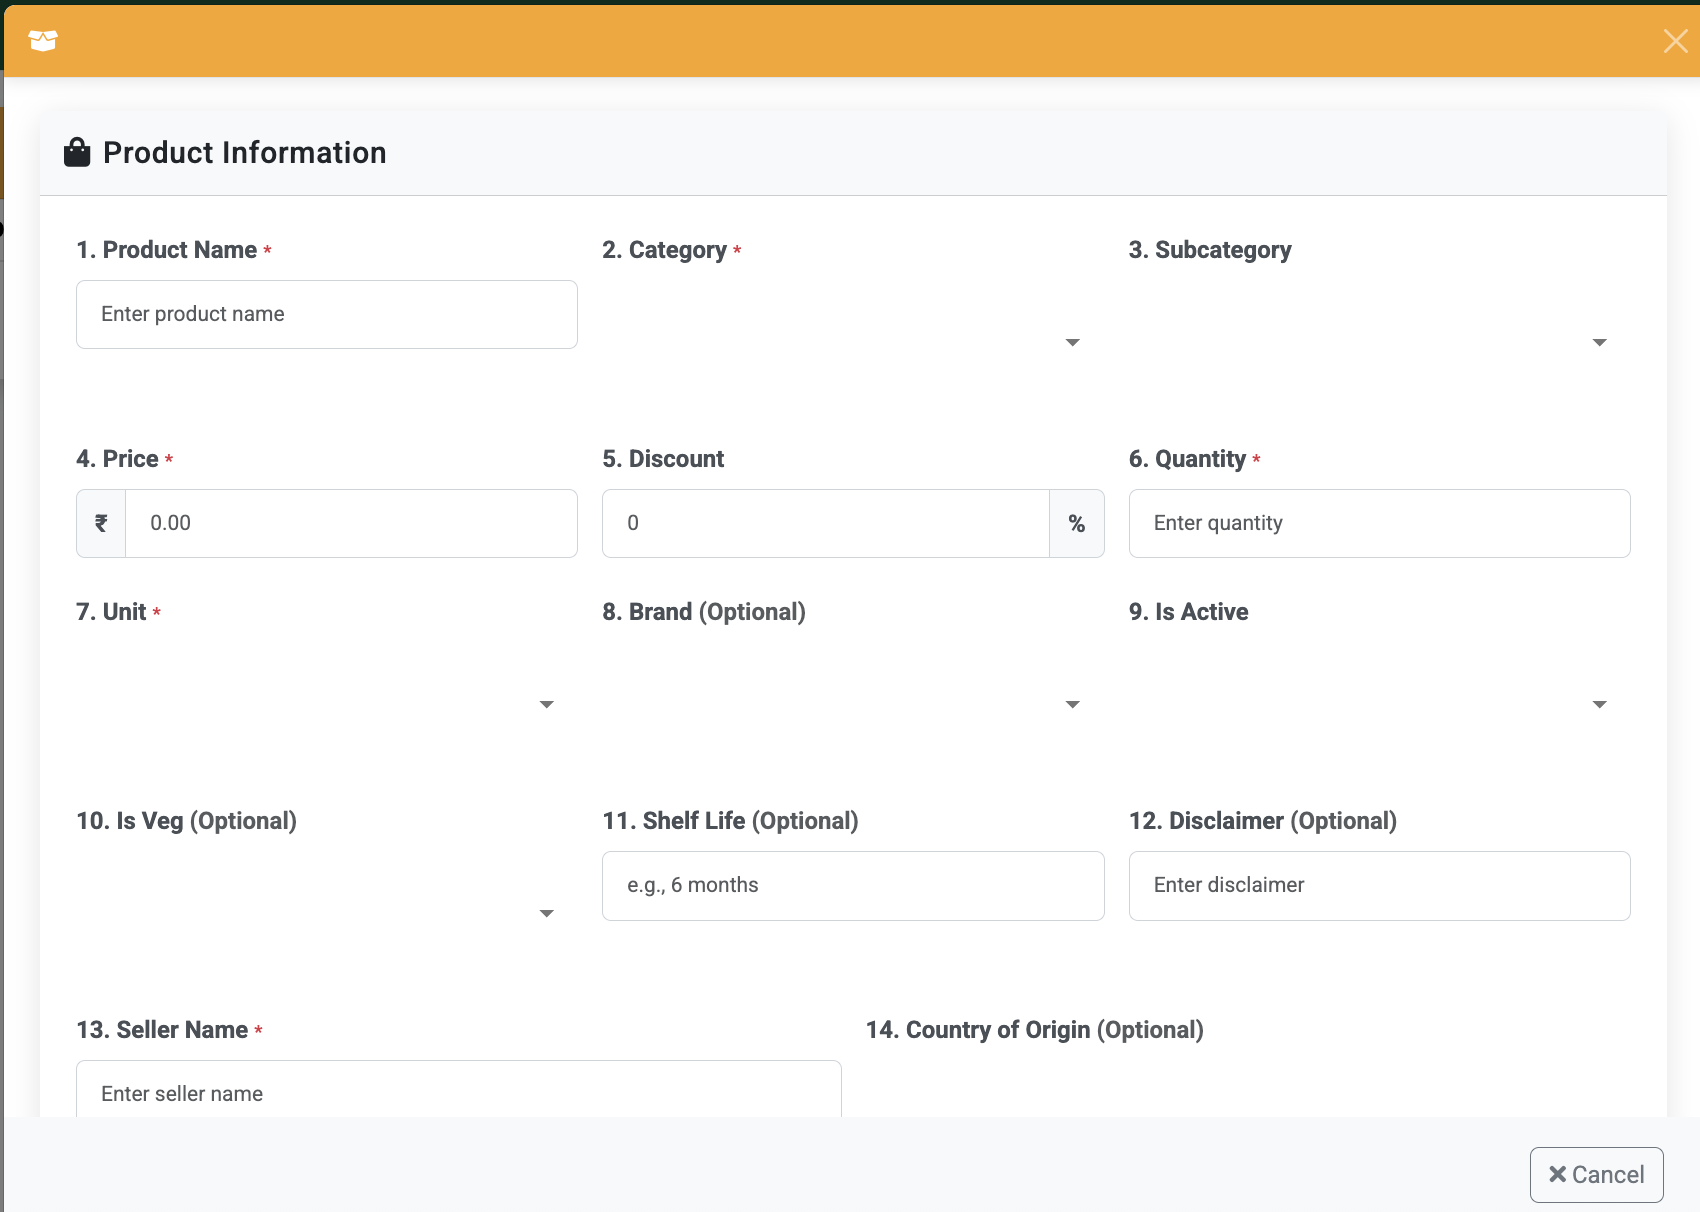 Product Information
1. Product Name *
2. Category *
3. Subcategory
Enter product name
4. Price *
5. Discount
6. Quantity *
₹ 0.00
0 %
Enter quantity
7. Unit *
8. Brand (Optional)
9. Is Active
10. Is Veg (Optional)
11. Shelf Life (Optional)
12. Disclaimer (Optional)
e.g., 6 months
Enter disclaimer
13. Seller Name *
14. Country of Origin (Optional)
Enter seller name
Cancel